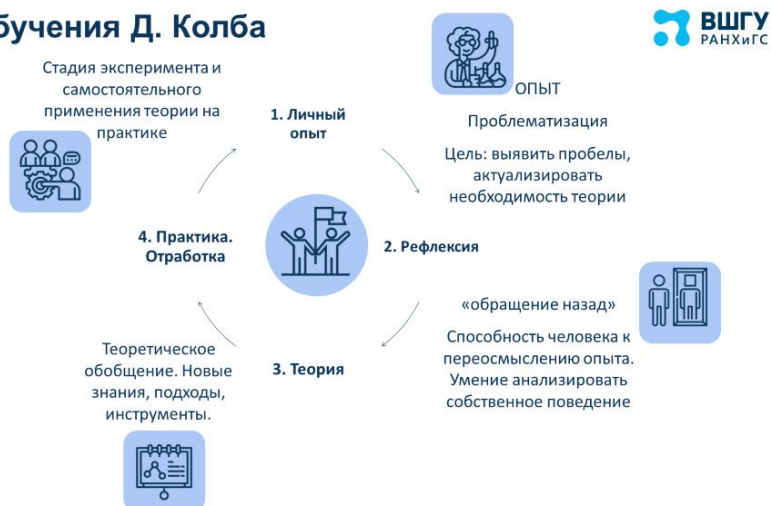 бучения Д. Колба
ВШГУ
РАНХиГС
Стадия эксперимента и
самостоятельного
применения теории на
практике
1. Личный
опыт
ОПЫТ
Проблематизация
Цель: выявить пробелы,
актуализировать
необходимость теории
4. Практика.
Отработка
2. Рефлексия
«обращение назад»
Способность человека к
переосмыслению опыта.
Умение анализировать
собственное поведение
Теоретическое
обобщение. Новые
знания, подходы,
инструменты.
3. Теория